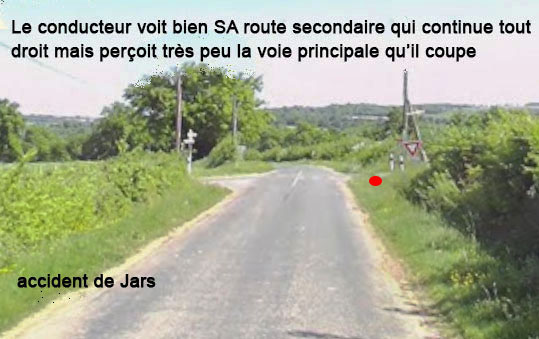 Le conducteur voit bien SA route secondaire qui continue tout
droit mais perçoit très peu la voie principale qu'il coupe
accident de Jars